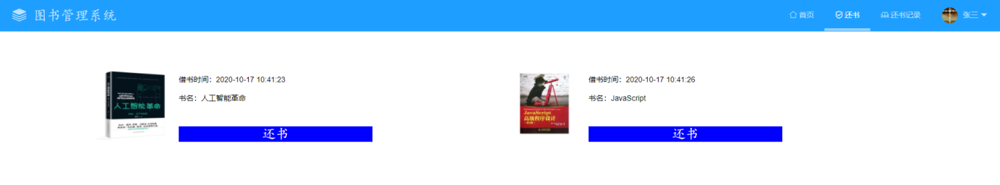 图书管理系统
首页
还书
还书记录
张三
人工智能革命
借书时间：2020-10-17 10:41:23
书名：人工智能革命
还书
JavaScript
高级程序设计
借书时间：2020-10-17 10:41:26
书名：JavaScript
还书